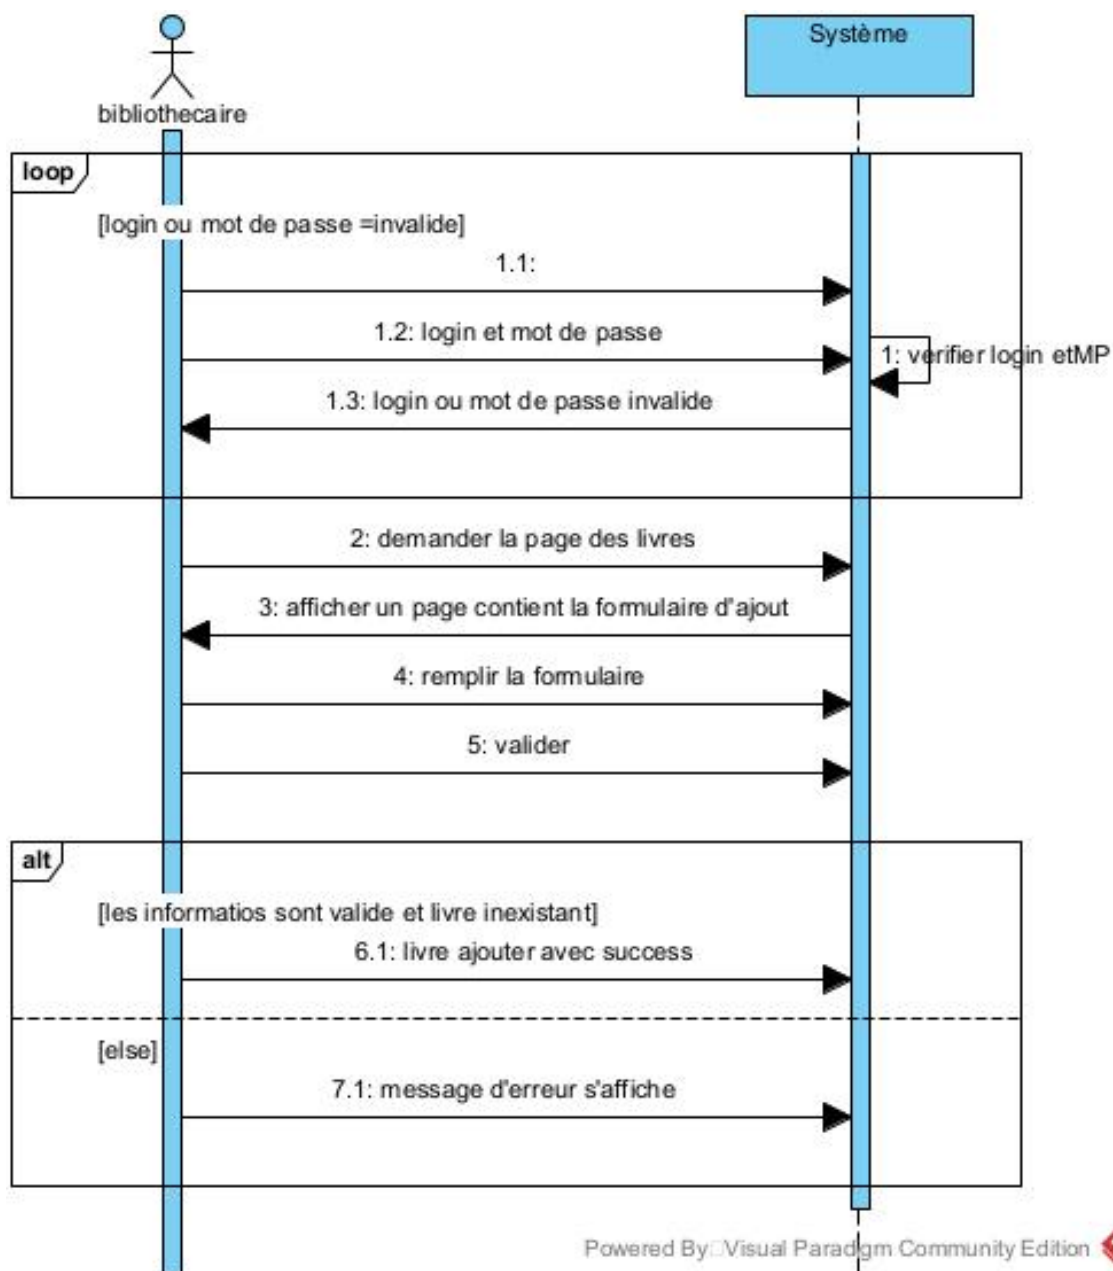 Système
bibliothecaire
loop
[login ou mot de passe =invalide]
1.1:
1.2: login et mot de passe
1: verifier login etMP
1.3: login ou mot de passe invalide
2: demander la page des livres
3: afficher un page contient la formulaire d'ajout
4: remplir la formulaire
5: valider
alt
[les informatios sont valide et livre inexistant]
6.1: livre ajouter avec success
[else]
7.1: message d'erreur s'affiche
Powered By Visual Paradigm Community Edition